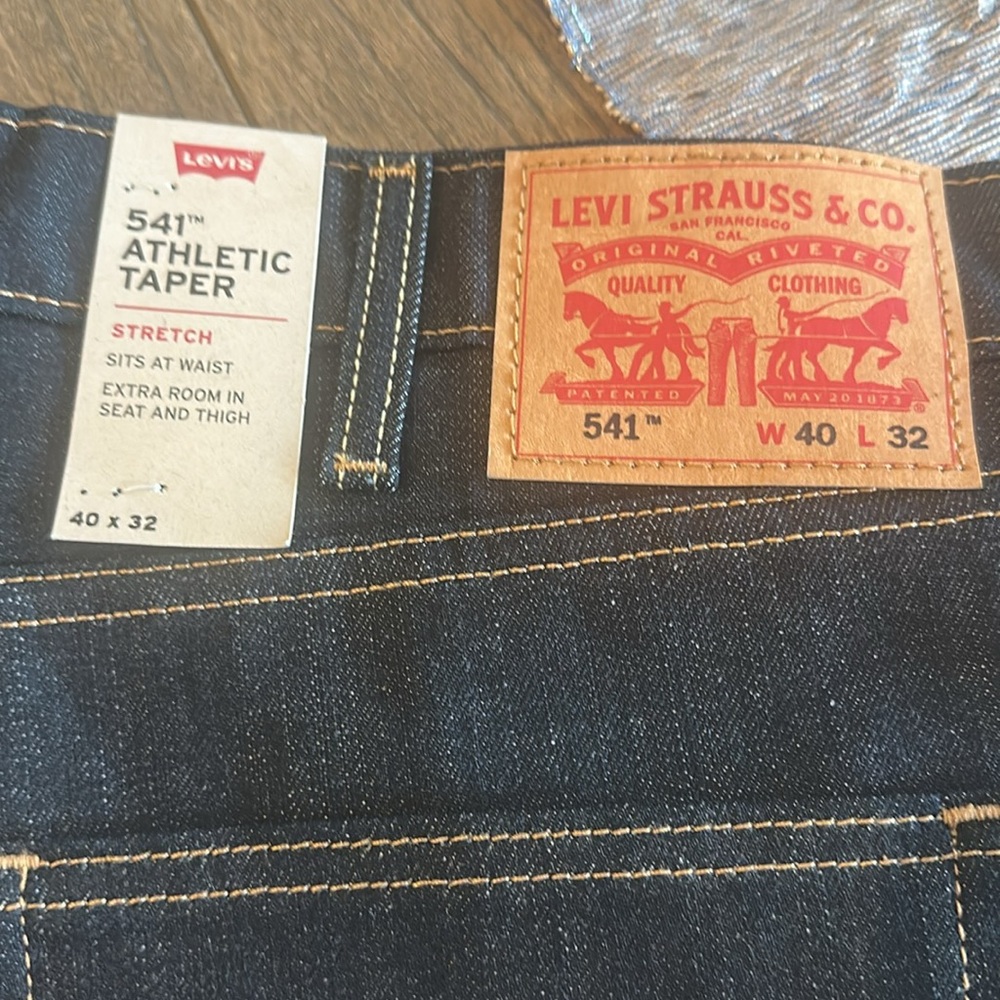 Levi's
541™
ATHLETIC
TAPER
STRETCH
SITS AT WAIST
EXTRA ROOM IN
SEAT AND THIGH
40 x 32
LEVI STRAUSS & CO.
SAN FRANCISCO
CAL.
ORIGINAL RIVETED
QUALITY CLOTHING
PATENTED MAY 20 1873 ®
541™ W 40 L 32